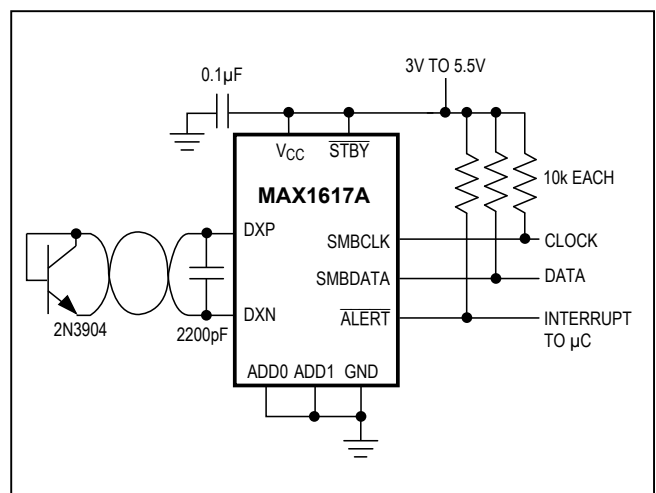 3V TO 5.5V
0.1µF
VCC
STBY
MAX1617A
10k EACH
DXP
SMBCLK
CLOCK
SMBDATA
DATA
DXN
ALERT
INTERRUPT
TO µC
2N3904
2200pF
ADD0 ADD1 GND